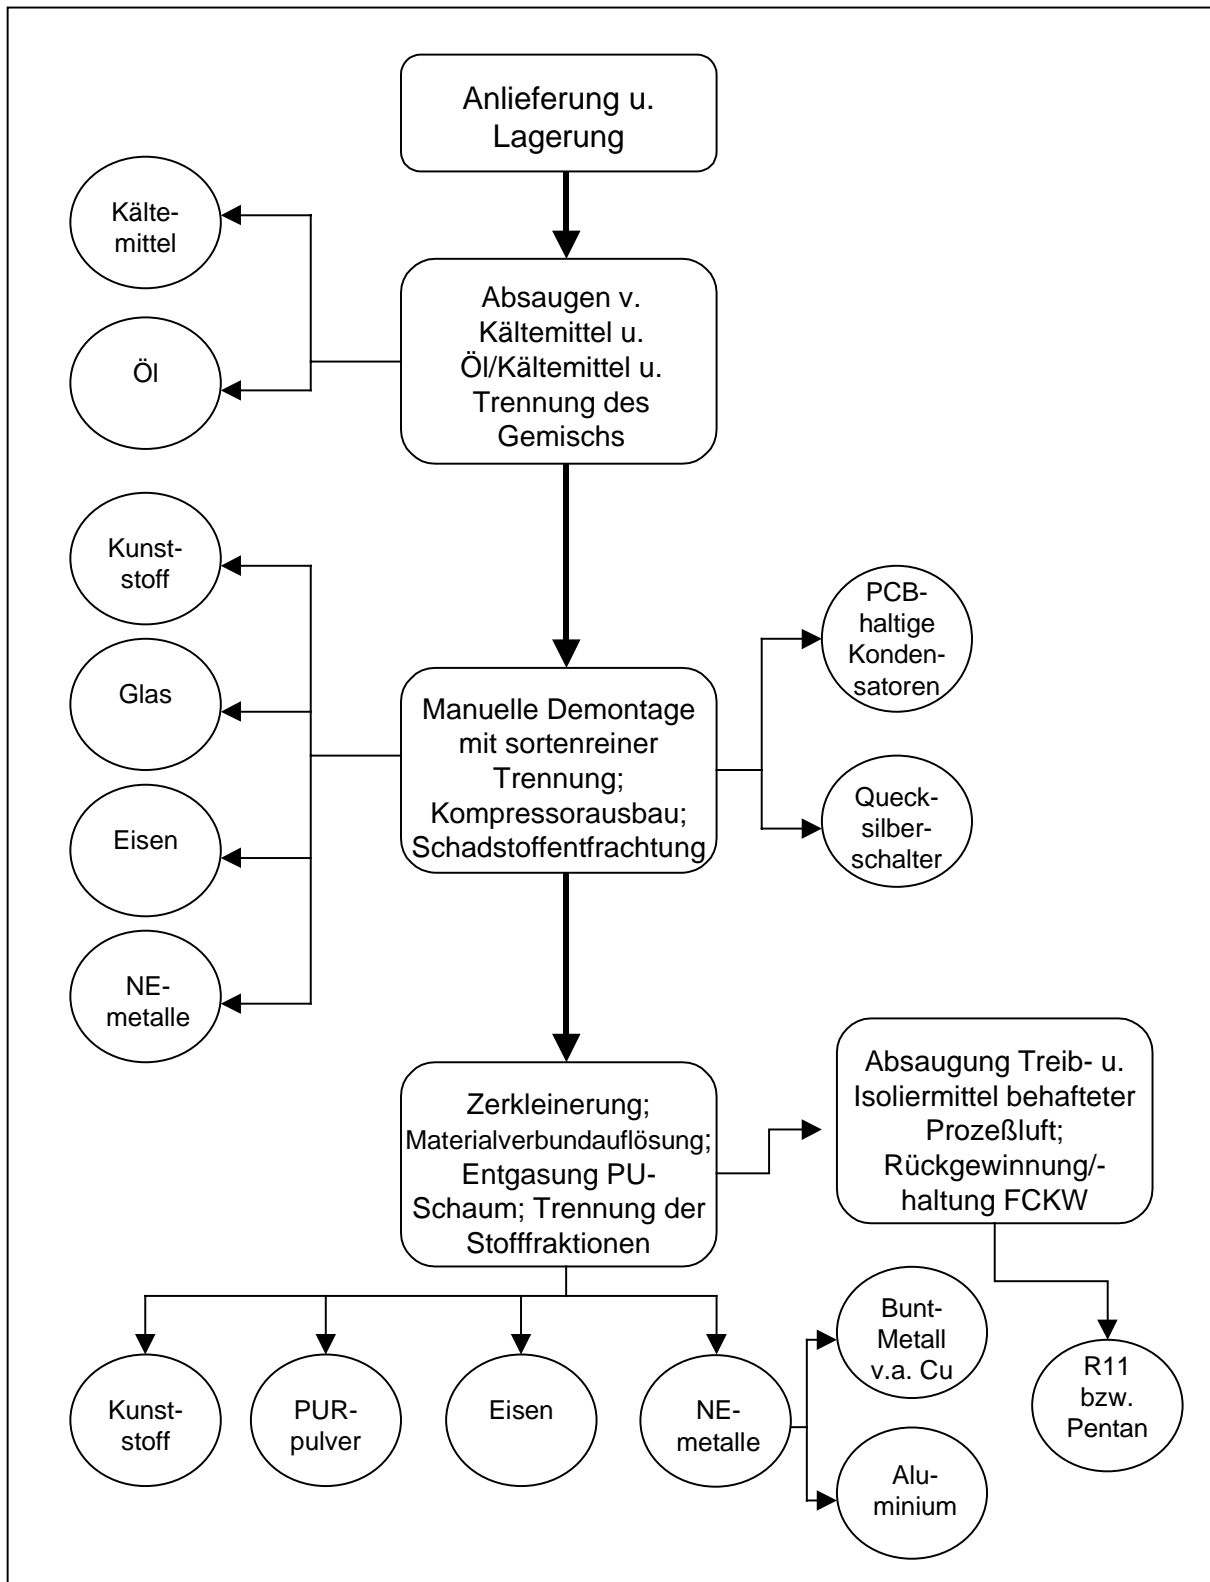 Anlieferung u.
Lagerung
Kälte-
mittel
Öl
Absaugen v.
Kältemittel u.
Öl/Kältemittel u.
Trennung des
Gemischs
Kunst-
stoff
Glas
Eisen
NE-
metalle
Manuelle Demontage
mit sortenreiner
Trennung;
Kompressorausbau;
Schadstoffentfrachtung
PCB-
haltige
Konden-
satoren
Queck-
silber-
schalter
Zerkleinerung;
Materialverbundauflösung;
Entgasung PU-
Schaum; Trennung der
Stofffraktionen
Absaugung Treib- u.
Isoliermittel behafteter
Prozeßluft;
Rückgewinnung/-
haltung FCKW
Kunst-
stoff
PUR-
pulver
Eisen
NE-
metalle
Bunt-
Metall
v.a. Cu
Alu-
minium
R11
bzw.
Pentan